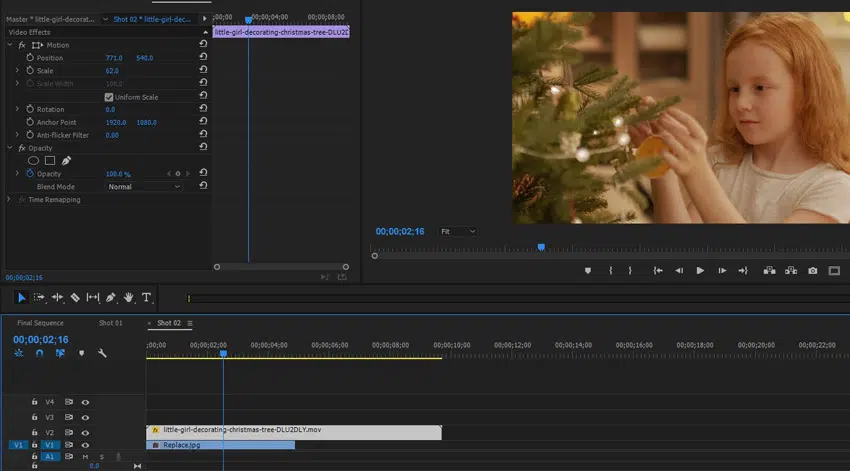 Master * little-girl-decorat... Shot 02 * little-girl-dec...
;00;00 00;00;04;00 00;00;08;00
Video Effects
little-girl-decorating-christmas-tree-DLU2D
fx Motion
Position 771.0 540.0
Scale 62.0
Scale Width 100.0
Uniform Scale
Rotation 0.0
Anchor Point 1920.0 1080.0
Anti-flicker Filter 0.00
fx Opacity
Opacity 100.0 %
Blend Mode Normal
fx Time Remapping
00;00;02;16
00;00;02;16 Fit
Final Sequence × Shot 01 Shot 02
00;00;02;16
;00;00 00;00;02;00 00;00;04;00 00;00;06;00 00;00;08;00 00;00;10;00 00;00;12;00 00;00;14;00 00;00;16;00 00;00;18;00 00;00;20;00 00;00;22;00
V4
V3
V2 fx little-girl-decorating-christmas-tree-DLU2DLY.mov
V1 V1 Replace.jpg
A1 M S
0.0